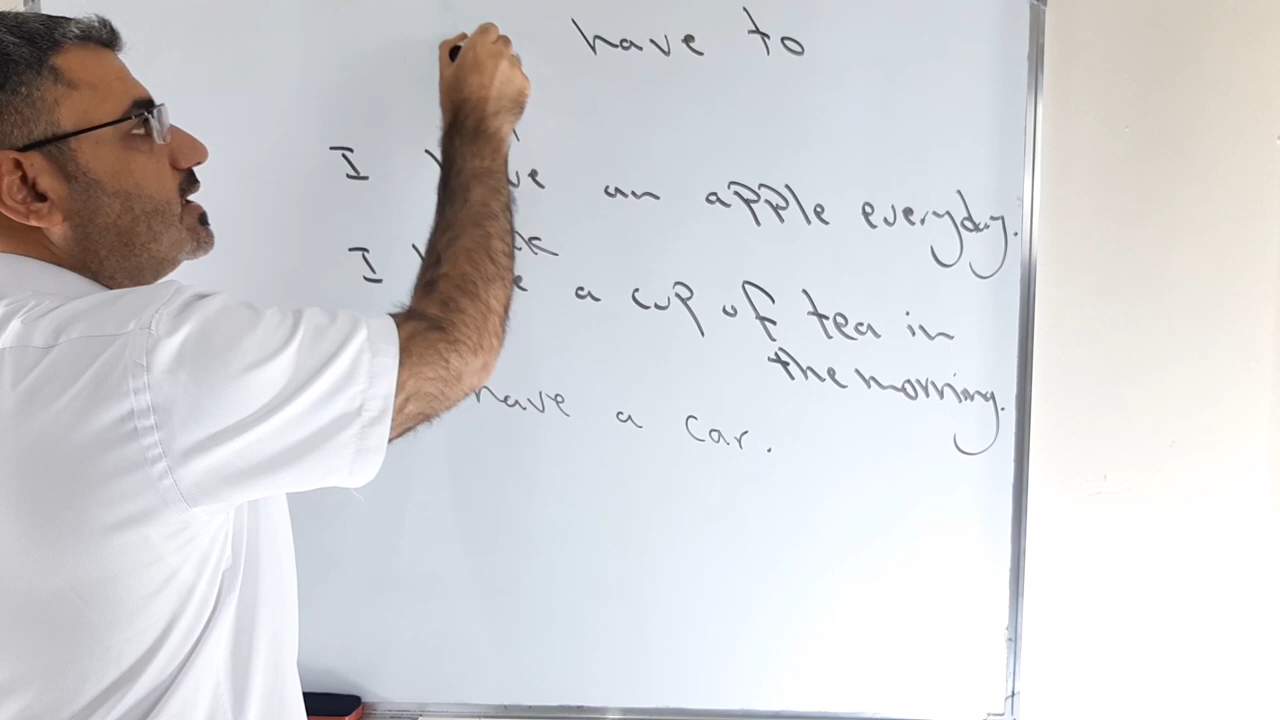 have to
I an apple everyday.
I a cup of tea in
the morning.
have a car.